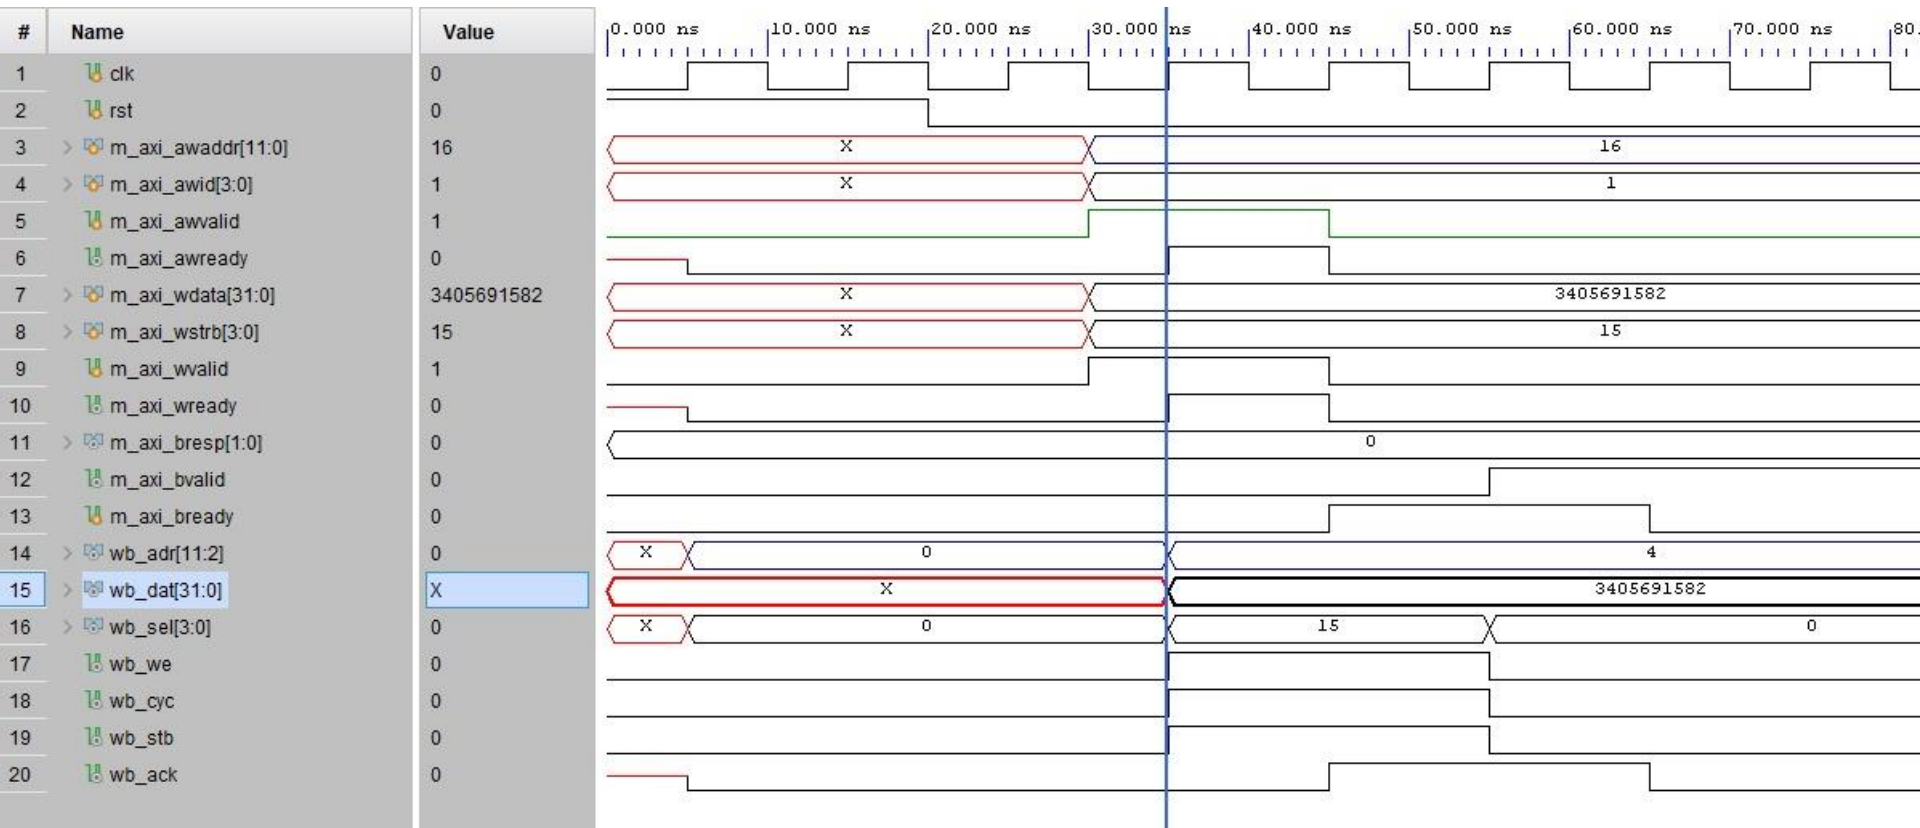 # Name Value 0.000 ns 10.000 ns 20.000 ns 30.000 ns 40.000 ns 50.000 ns 60.000 ns 70.000 ns 80.
1 clk 0
2 rst 0
3 m_axi_awaddr[11:0] 16 X 16
4 m_axi_awid[3:0] 1 X 1
5 m_axi_awvalid 1
6 m_axi_awready 0
7 m_axi_wdata[31:0] 3405691582 X 3405691582
8 m_axi_wstrb[3:0] 15 X 15
9 m_axi_wvalid 1
10 m_axi_wready 0
11 m_axi_bresp[1:0] 0 0
12 m_axi_bvalid 0
13 m_axi_bready 0
14 wb_adr[11:2] 0 X 0 4
15 wb_dat[31:0] X X 3405691582
16 wb_sel[3:0] 0 X 0 15 0
17 wb_we 0
18 wb_cyc 0
19 wb_stb 0
20 wb_ack 0